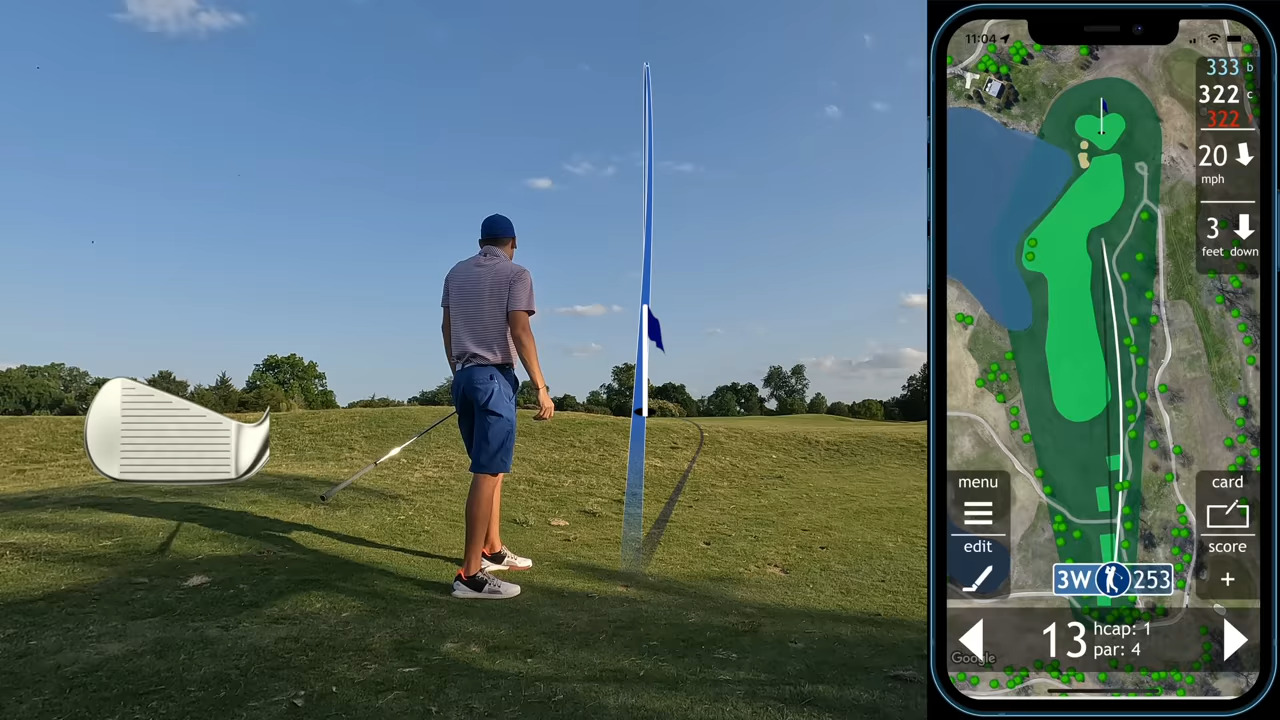 11:04
333 b
322 c
322
20
mph
3
feet down
menu
card
edit
score
3W 253
13
hcap: 1
par: 4
Google